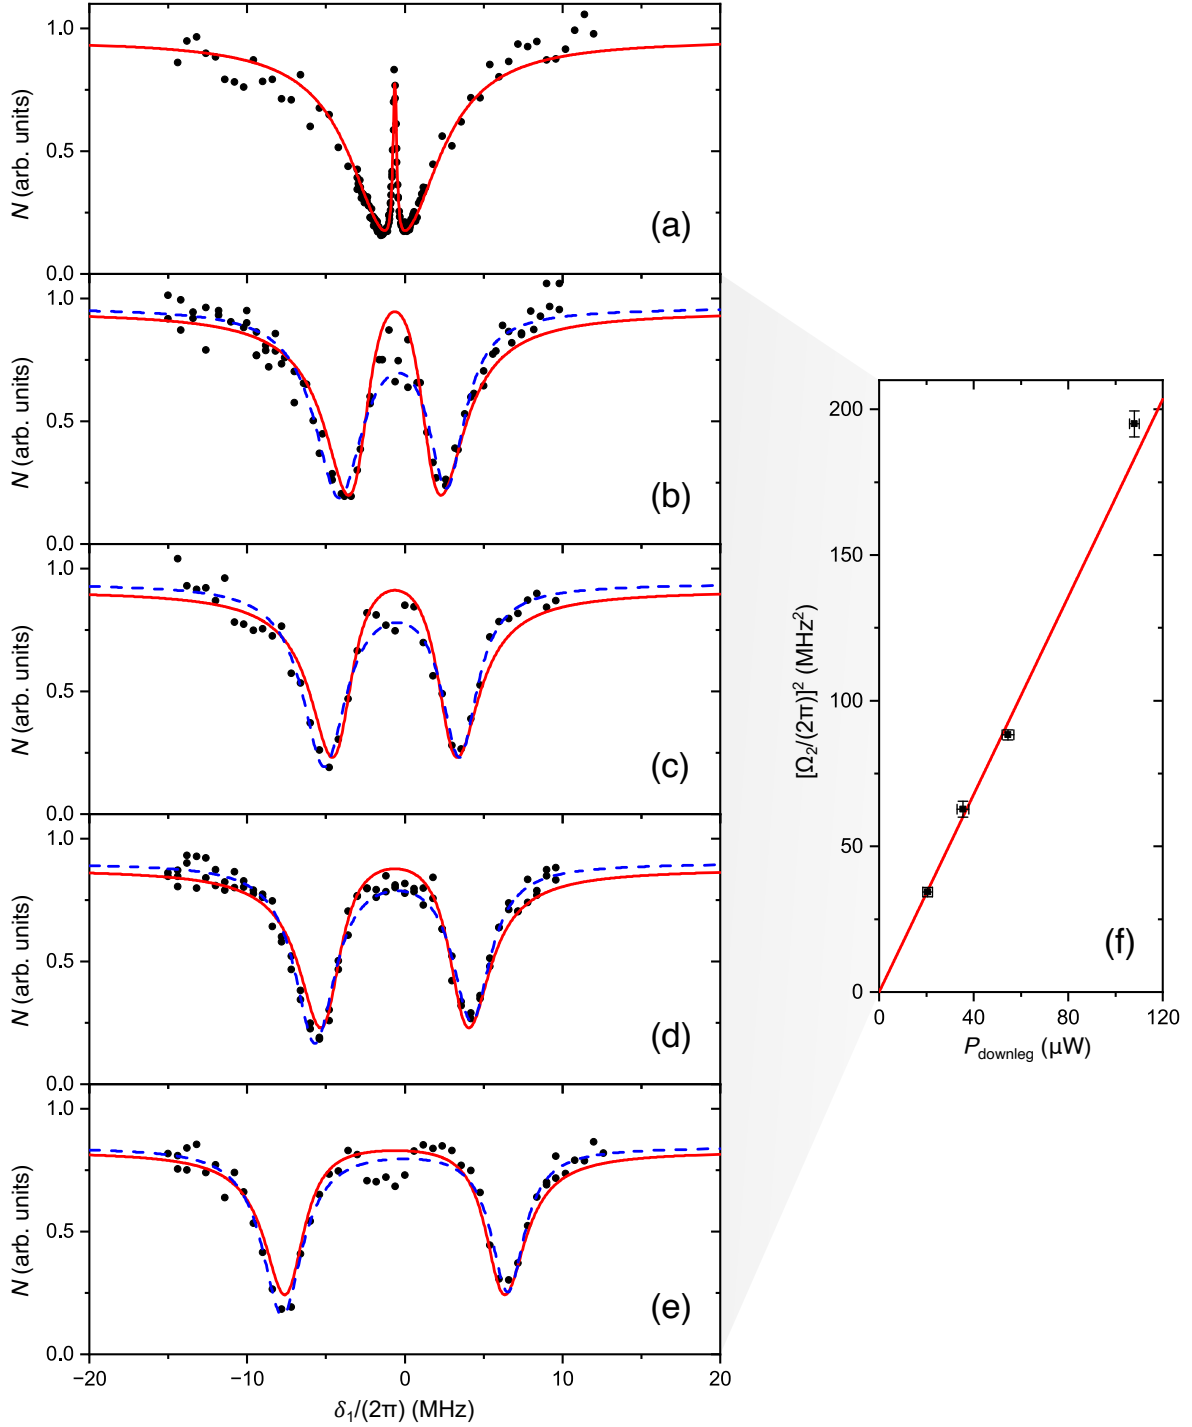 1.0
0.5
0.0
N (arb. units)
(a)
1.0
0.5
0.0
N (arb. units)
(b)
1.0
0.5
0.0
N (arb. units)
(c)
1.0
0.5
0.0
N (arb. units)
(d)
1.0
0.5
0.0
N (arb. units)
(e)
−20 −10 0 10 20
δ₁/(2π) (MHz)
200
150
100
50
0
[Ω₂/(2π)]² (MHz²)
(f)
0 40 80 120
P_downleg (µW)